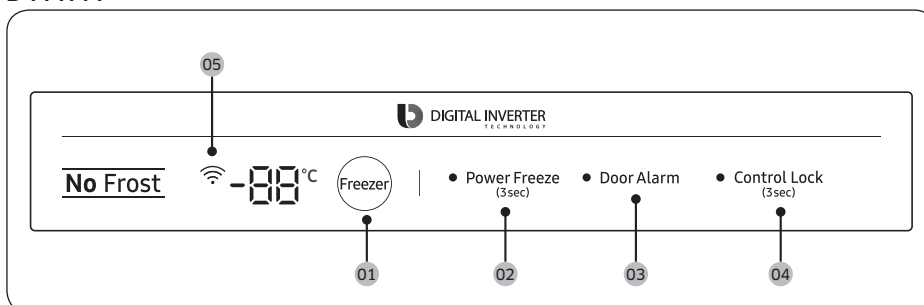 05
DIGITAL INVERTER
TECHNOLOGY
No Frost
-88°C
Freezer
Power Freeze
(3sec)
Door Alarm
Control Lock
(3sec)
01
02
03
04